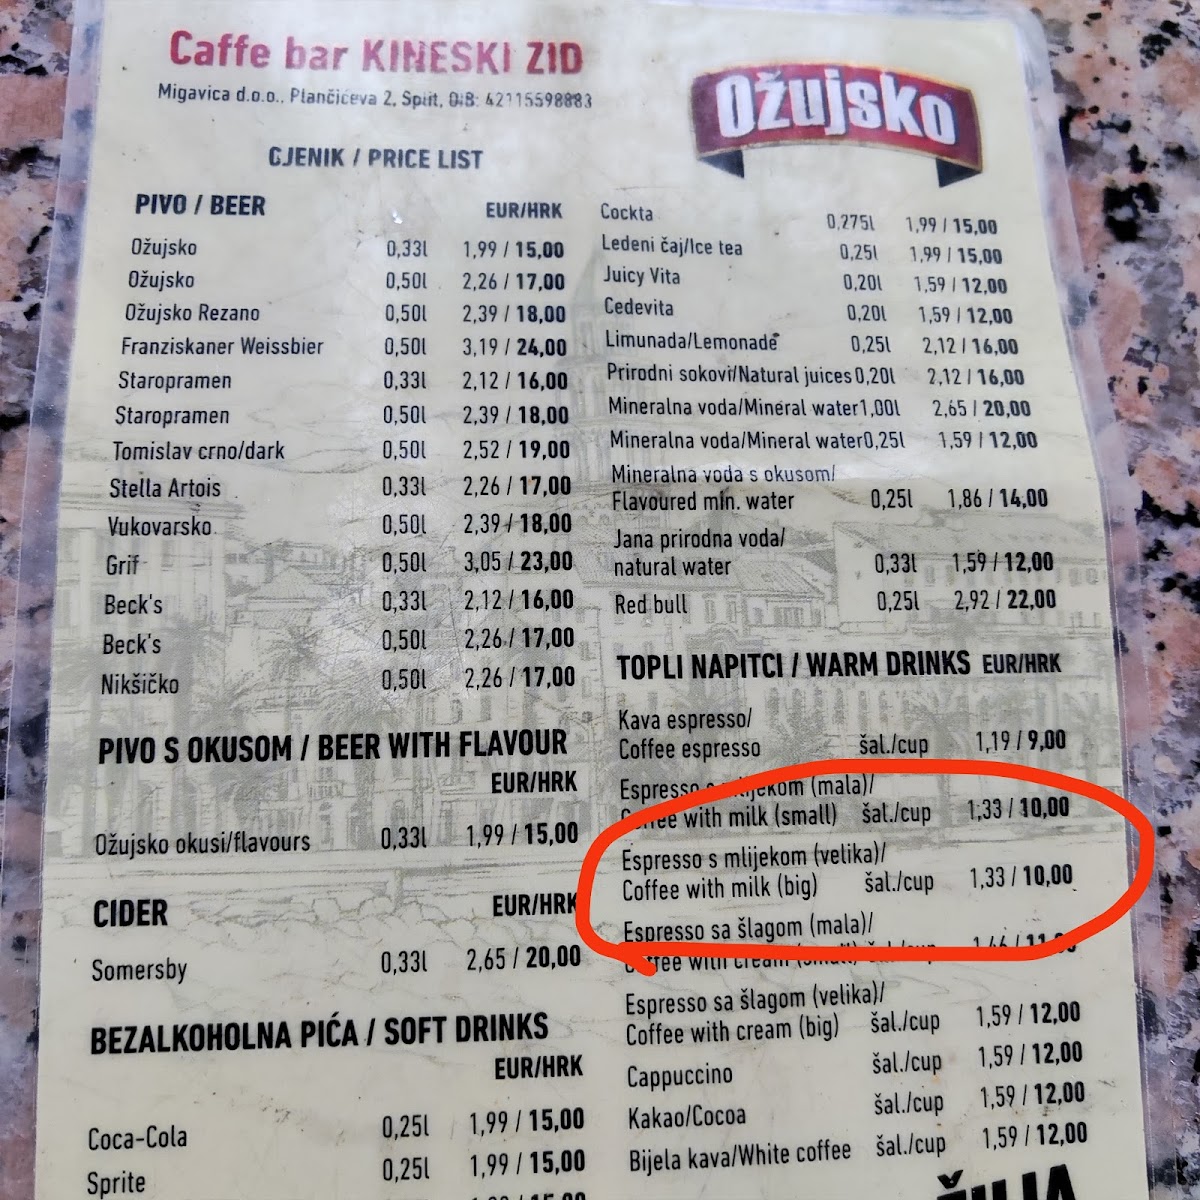 Caffe bar KINESKI ZID
Migavica d.o.o., Plančićeva 2, Split, OIB: 42115598883
Ožujsko
CJENIK / PRICE LIST
PIVO / BEER EUR/HRK
Ožujsko 0,33l 1,99 / 15,00
Ožujsko 0,50l 2,26 / 17,00
Ožujsko Rezano 0,50l 2,39 / 18,00
Franziskaner Weissbier 0,50l 3,19 / 24,00
Staropramen 0,33l 2,12 / 16,00
Staropramen 0,50l 2,39 / 18,00
Tomislav crno/dark 0,50l 2,52 / 19,00
Stella Artois 0,33l 2,26 / 17,00
Vukovarsko 0,50l 2,39 / 18,00
Grif 0,50l 3,05 / 23,00
Beck's 0,33l 2,12 / 16,00
Beck's 0,50l 2,26 / 17,00
Nikšičko 0,50l 2,26 / 17,00
PIVO S OKUSOM / BEER WITH FLAVOUR
EUR/HRK
Ožujsko okusi/flavours 0,33l 1,99 / 15,00
CIDER EUR/HRK
Somersby 0,33l 2,65 / 20,00
BEZALKOHOLNA PIĆA / SOFT DRINKS
EUR/HRK
Coca-Cola 0,25l 1,99 / 15,00
Sprite 0,25l 1,99 / 15,00
Cockta 0,275l 1,99 / 15,00
Ledeni čaj/Ice tea 0,25l 1,99 / 15,00
Juicy Vita 0,20l 1,59 / 12,00
Cedevita 0,20l 1,59 / 12,00
Limunada/Lemonade 0,25l 2,12 / 16,00
Prirodni sokovi/Natural juices 0,20l 2,12 / 16,00
Mineralna voda/Mineral water 1,00l 2,65 / 20,00
Mineralna voda/Mineral water 0,25l 1,59 / 12,00
Mineralna voda s okusom/
Flavoured min. water 0,25l 1,86 / 14,00
Jana prirodna voda/
natural water 0,33l 1,59 / 12,00
Red bull 0,25l 2,92 / 22,00
TOPLI NAPITCI / WARM DRINKS EUR/HRK
Kava espresso/
Coffee espresso šal./cup 1,19 / 9,00
Espresso s mlijekom (mala)/
Coffee with milk (small) šal./cup 1,33 / 10,00
Espresso s mlijekom (velika)/
Coffee with milk (big) šal./cup 1,33 / 10,00
Espresso sa šlagom (mala)/
Coffee with cream (small) šal./cup 1,46 / 11,00
Espresso sa šlagom (velika)/
Coffee with cream (big) šal./cup 1,59 / 12,00
Cappuccino šal./cup 1,59 / 12,00
Kakao/Cocoa šal./cup 1,59 / 12,00
Bijela kava/White coffee šal./cup 1,59 / 12,00